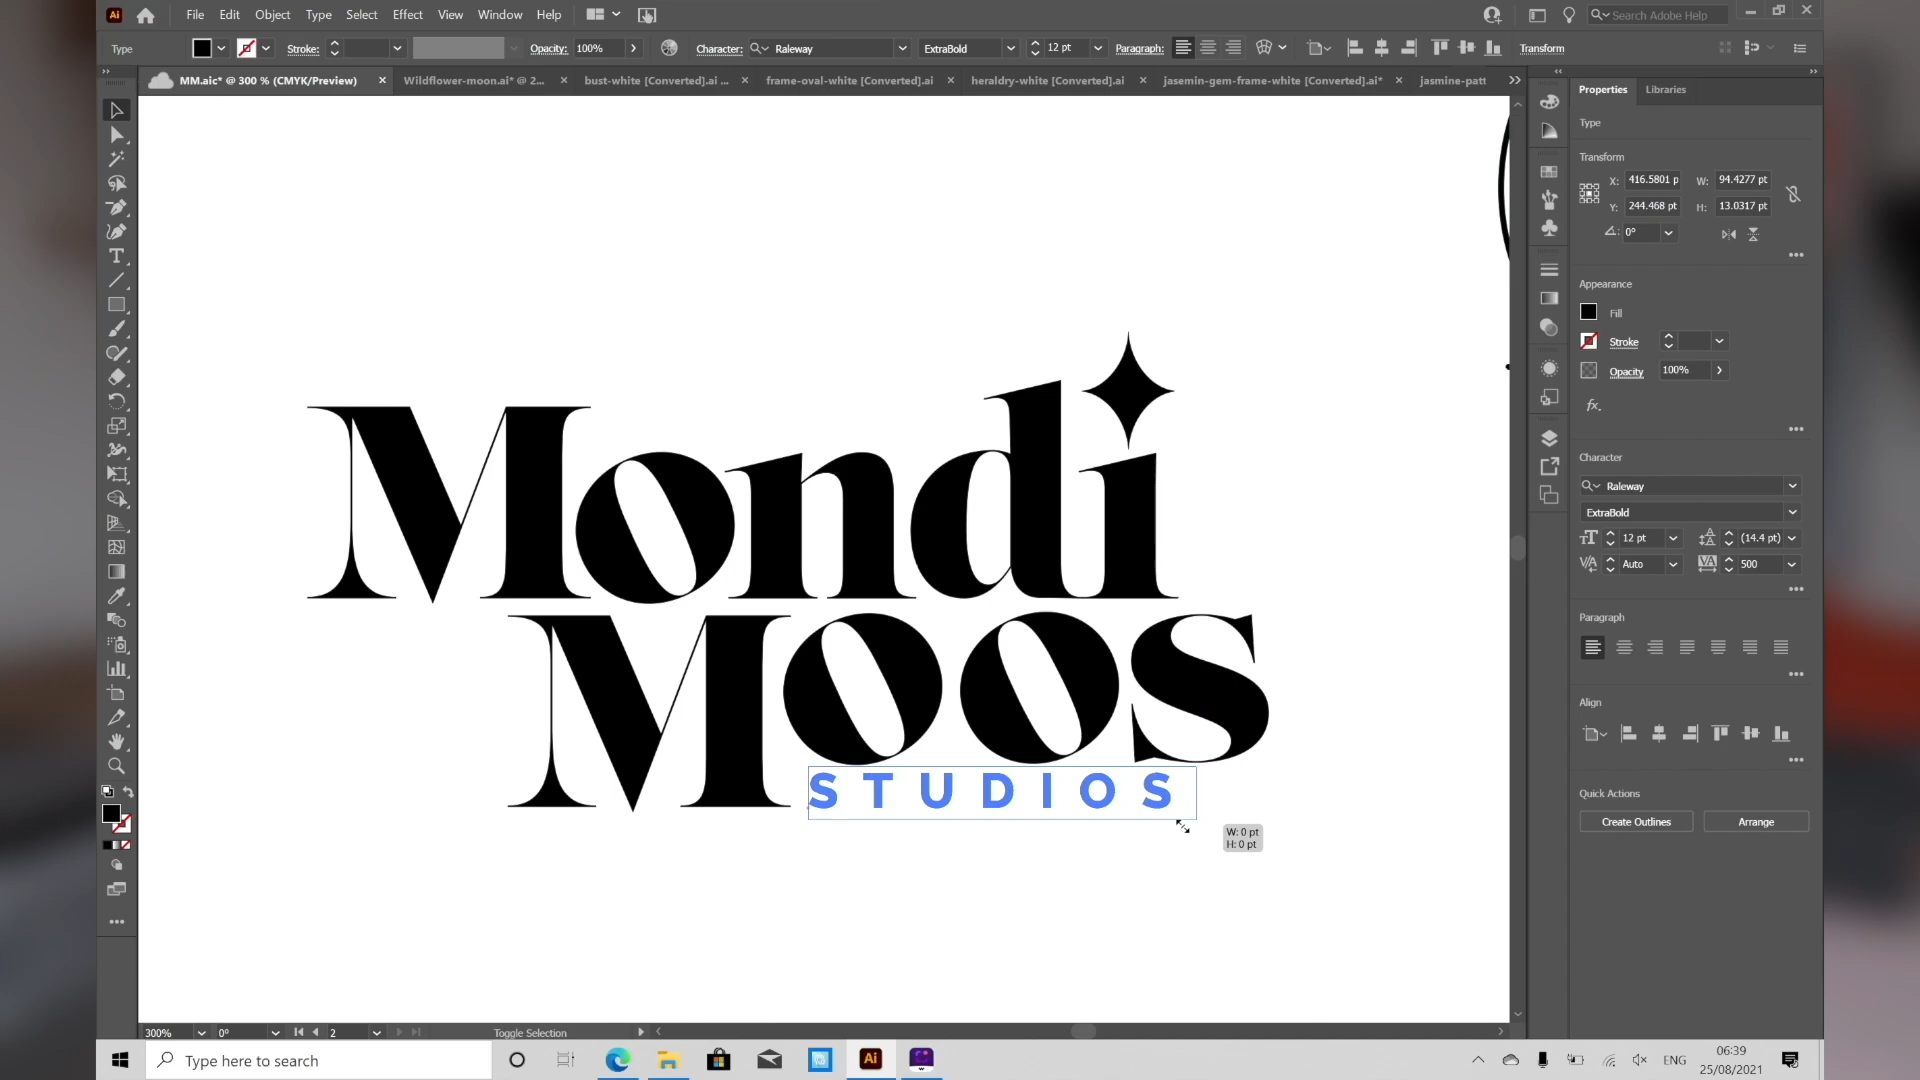 File Edit Object Type Select Effect View Window Help Search Adobe Help
Type Stroke: Opacity: 100% Character: Raleway ExtraBold 12 pt Paragraph: Transform
MM.aic* @ 300 % (CMYK/Preview) Wildflower-moon.ai* @ 2... bust-white [Converted].ai ... frame-oval-white [Converted].ai heraldry-white [Converted].ai jasemin-gem-frame-white [Converted].ai* jasmine-patt
Properties Libraries
Type
Transform
X: 416.5801 p W: 94.4277 pt
Y: 244.468 pt H: 13.0317 pt
0°
Appearance
Fill
Stroke
Opacity 100%
fx.
Character
Raleway
ExtraBold
12 pt (14.4 pt)
Auto 500
Paragraph
Align
Quick Actions
Create Outlines Arrange
Mondi
Moos
STUDIOS
W: 0 pt
H: 0 pt
300% 0° 2 Toggle Selection
Type here to search
Ai
ENG
06:39
25/08/2021